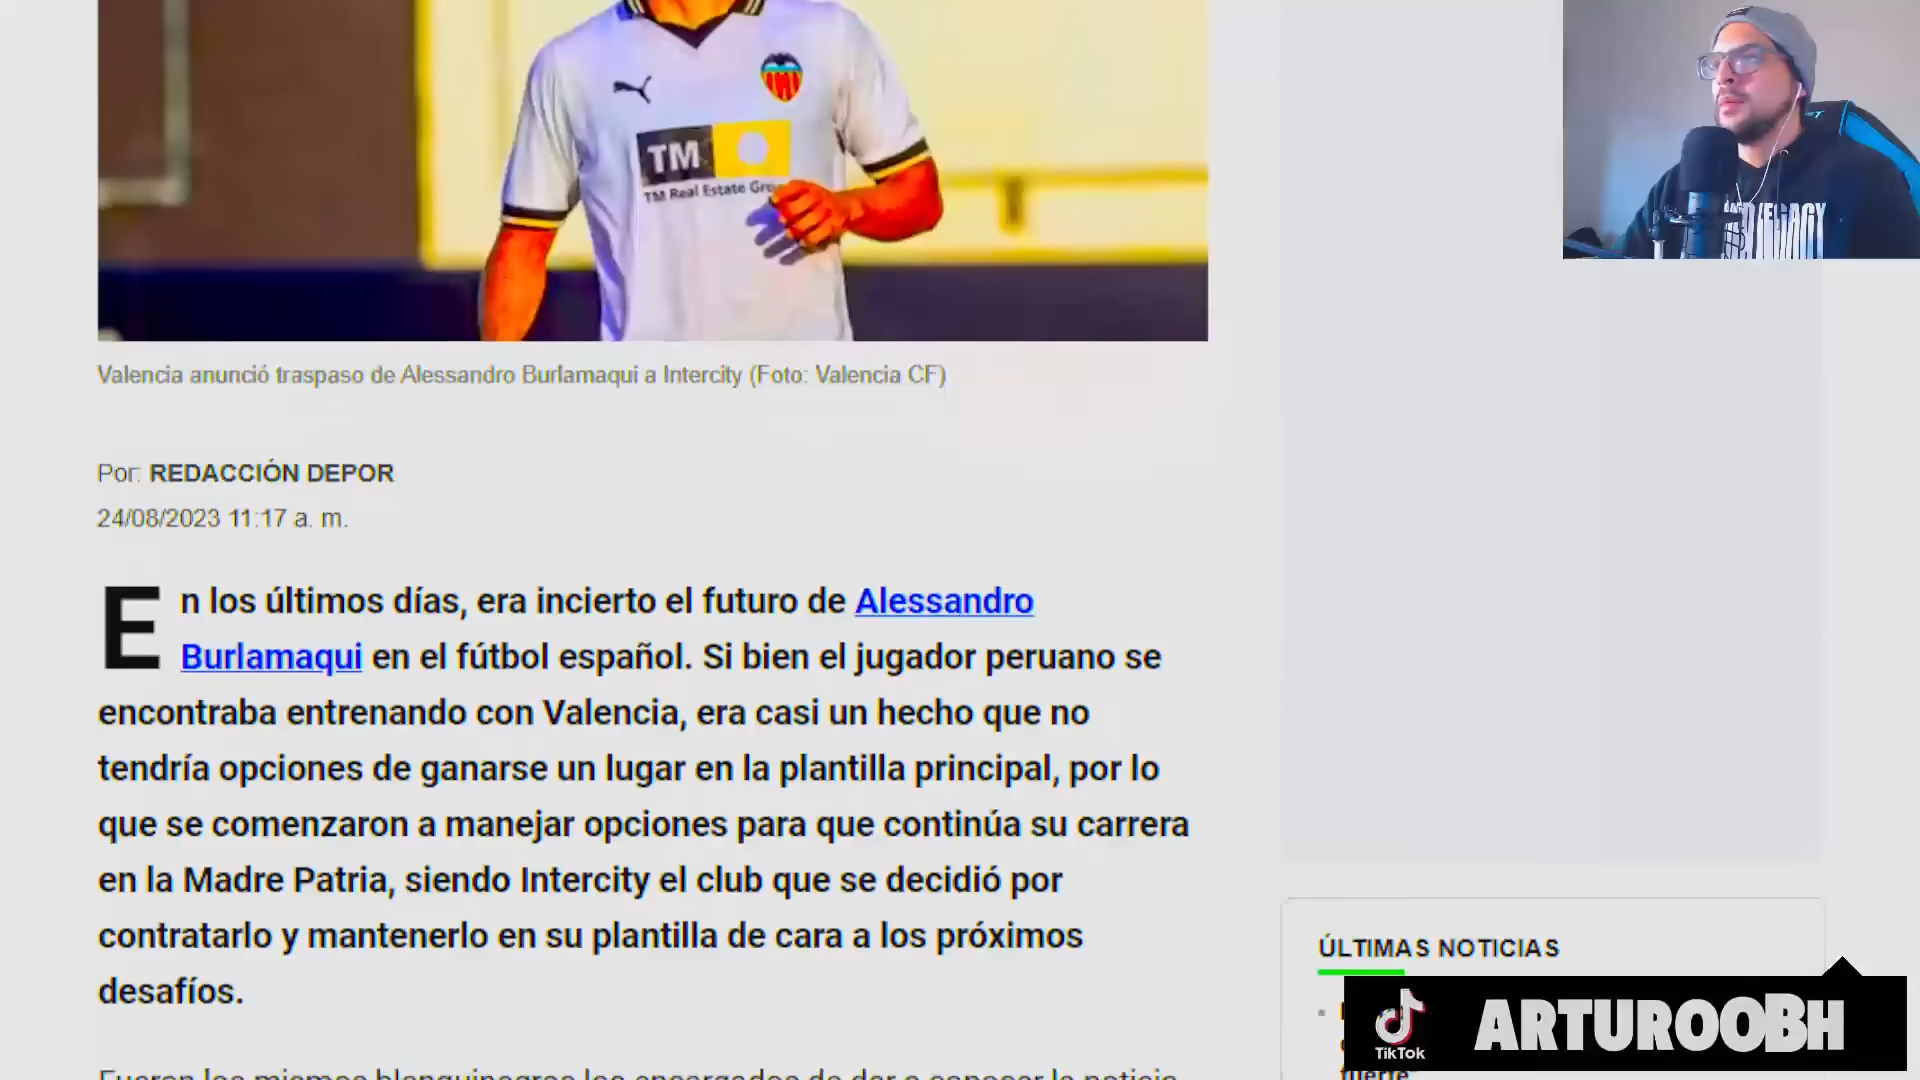 TM
TM Real Estate
Valencia anunció traspaso de Alessandro Burlamaqui a Intercity (Foto: Valencia CF)
Por: REDACCIÓN DEPOR
24/08/2023 11:17 a. m.
En los últimos días, era incierto el futuro de Alessandro
Burlamaqui en el fútbol español. Si bien el jugador peruano se
encontraba entrenando con Valencia, era casi un hecho que no
tendría opciones de ganarse un lugar en la plantilla principal, por lo
que se comenzaron a manejar opciones para que continúa su carrera
en la Madre Patria, siendo Intercity el club que se decidió por
contratarlo y mantenerlo en su plantilla de cara a los próximos
desafíos.
Fueron los mismos blanquinegros los encargados de dar a conocer la noticia
ÚLTIMAS NOTICIAS
fuerte
TikTok
ARTUROOBH